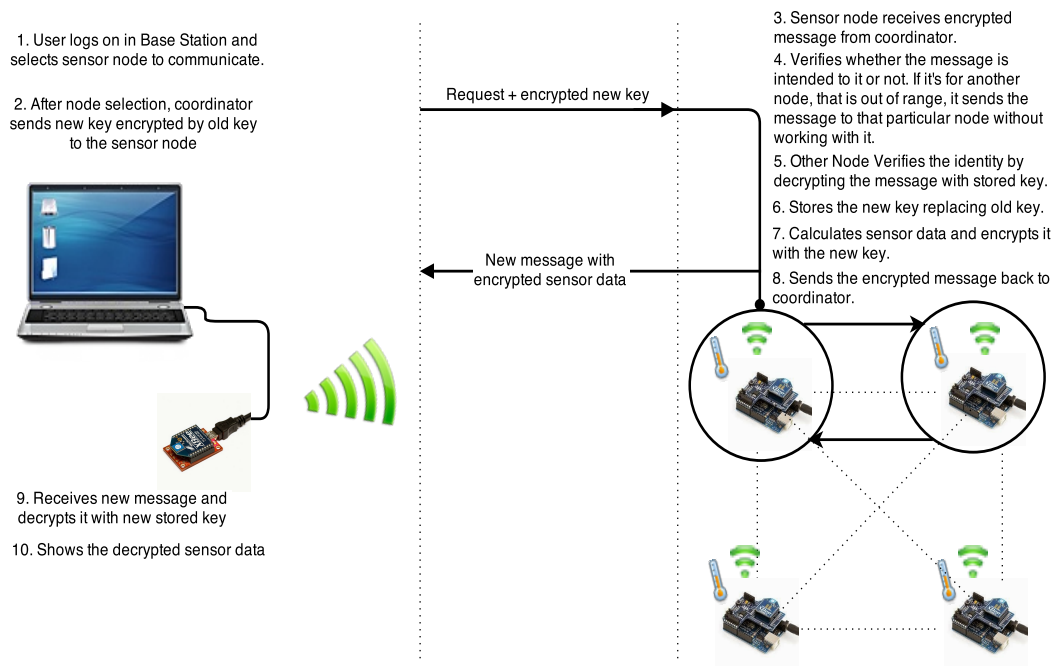 1. User logs on in Base Station and
selects sensor node to communicate.
2. After node selection, coordinator
sends new key encrypted by old key
to the sensor node
Request + encrypted new key
New message with
encrypted sensor data
3. Sensor node receives encrypted
message from coordinator.
4. Verifies whether the message is
intended to it or not. If it's for another
node, that is out of range, it sends the
message to that particular node without
working with it.
5. Other Node Verifies the identity by
decrypting the message with stored key.
6. Stores the new key replacing old key.
7. Calculates sensor data and encrypts it
with the new key.
8. Sends the encrypted message back to
coordinator.
9. Receives new message and
decrypts it with new stored key
10. Shows the decrypted sensor data